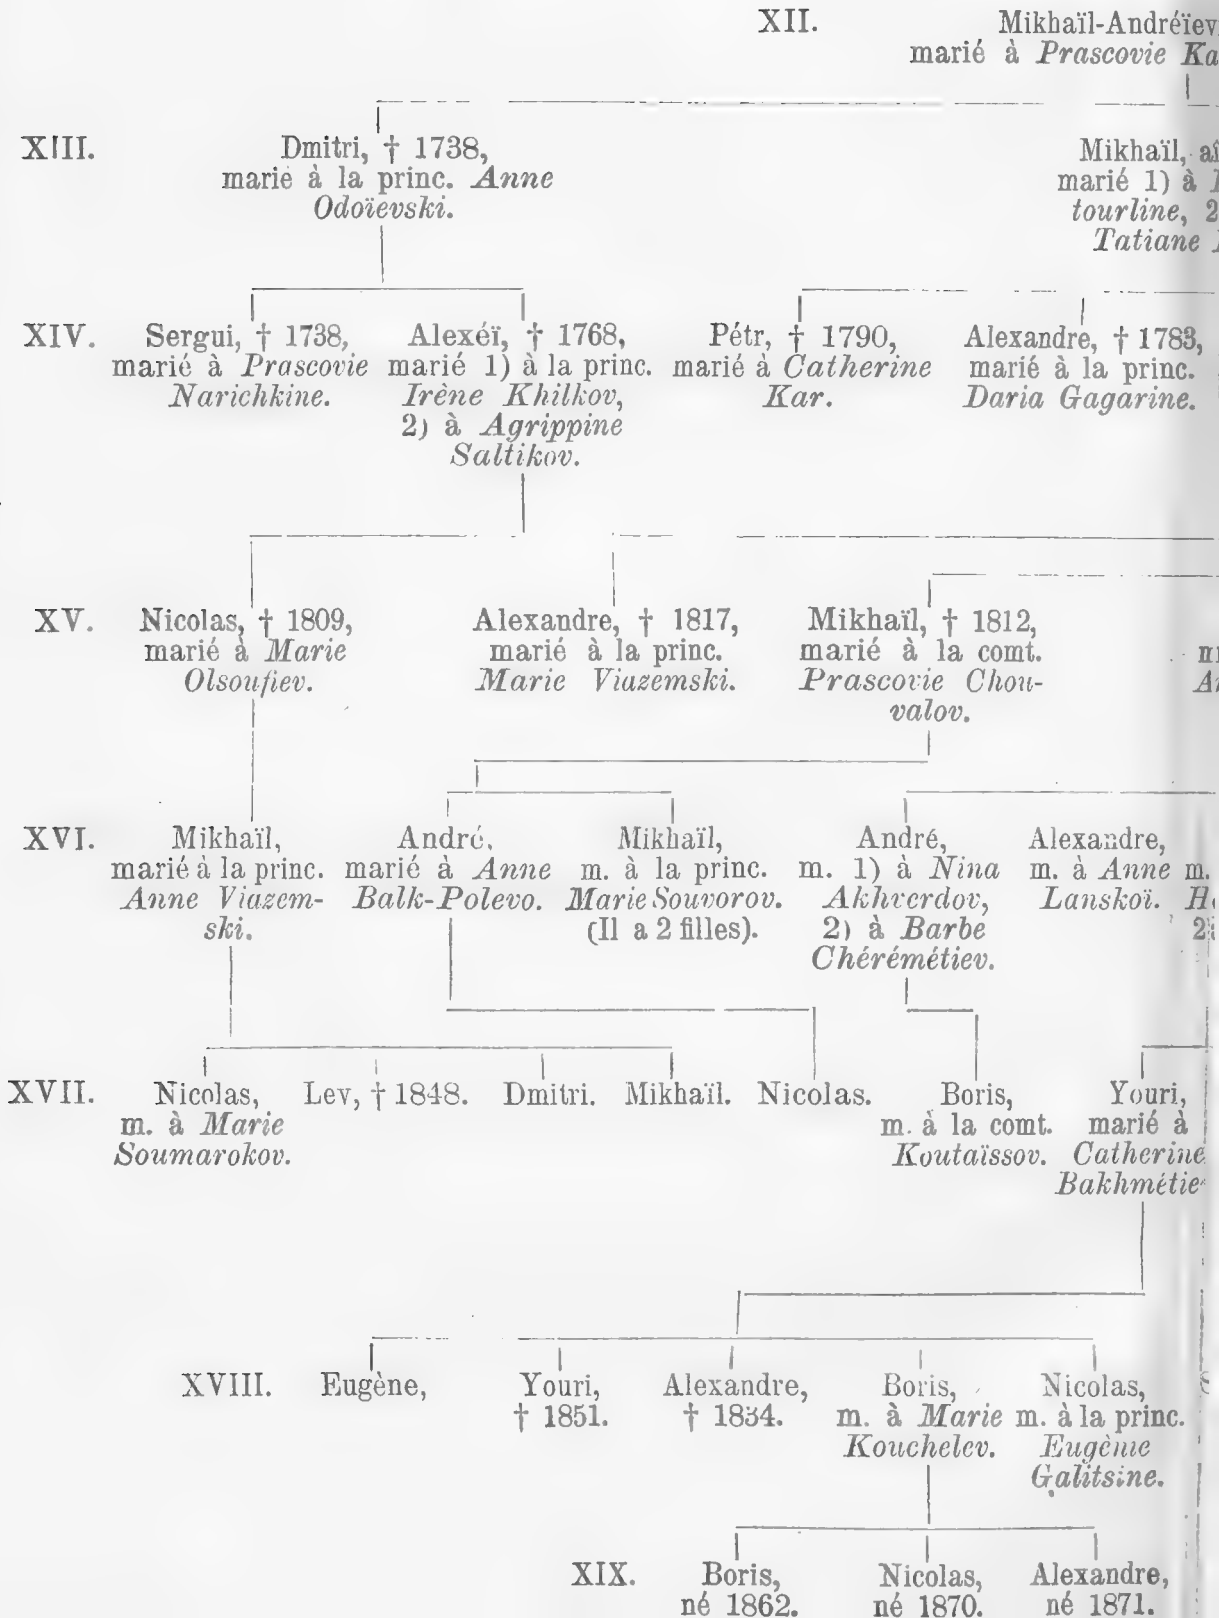 XII. Mikhaïl-Andréïev
marié à Prascovie Ka
XIII. Dmitri, † 1738,
marié à la princ. Anne
Odoïevski.
Mikhaïl, aî
marié 1) à
tourline, 2
Tatiane
XIV. Sergui, † 1738,
marié à Prascovie
Narichkine.
Alexéï, † 1768,
marié 1) à la princ.
Irène Khilkov,
2) à Agrippine
Saltikov.
Pétr, † 1790,
marié à Catherine
Kar.
Alexandre, † 1783,
marié à la princ.
Daria Gagarine.
XV. Nicolas, † 1809,
marié à Marie
Olsoufiev.
Alexandre, † 1817,
marié à la princ.
Marie Viazemski.
Mikhaïl, † 1812,
marié à la comt.
Prascovie Chou-
valov.
XVI. Mikhaïl,
marié à la princ.
Anne Viazem-
ski.
André,
marié à Anne
Balk-Polevo.
Mikhaïl,
m. à la princ.
Marie Souvorov.
(Il a 2 filles).
André,
m. 1) à Nina
Akhverdov,
2) à Barbe
Chérémétiev.
Alexandre,
m. à Anne
Lanskoï.
m.
XVII. Nicolas,
m. à Marie
Soumarokov.
Lev, † 1848.
Dmitri.
Mikhaïl.
Nicolas.
Boris,
m. à la comt.
Koutaïssov.
Youri,
marié à
Catherine
Bakhmétie
XVIII. Eugène,
Youri,
† 1851.
Alexandre,
† 1834.
Boris,
m. à Marie
Kouchelev.
Nicolas,
m. à la princ.
Eugènie
Galitsine.
XIX. Boris,
né 1862.
Nicolas,
né 1870.
Alexandre,
né 1871.